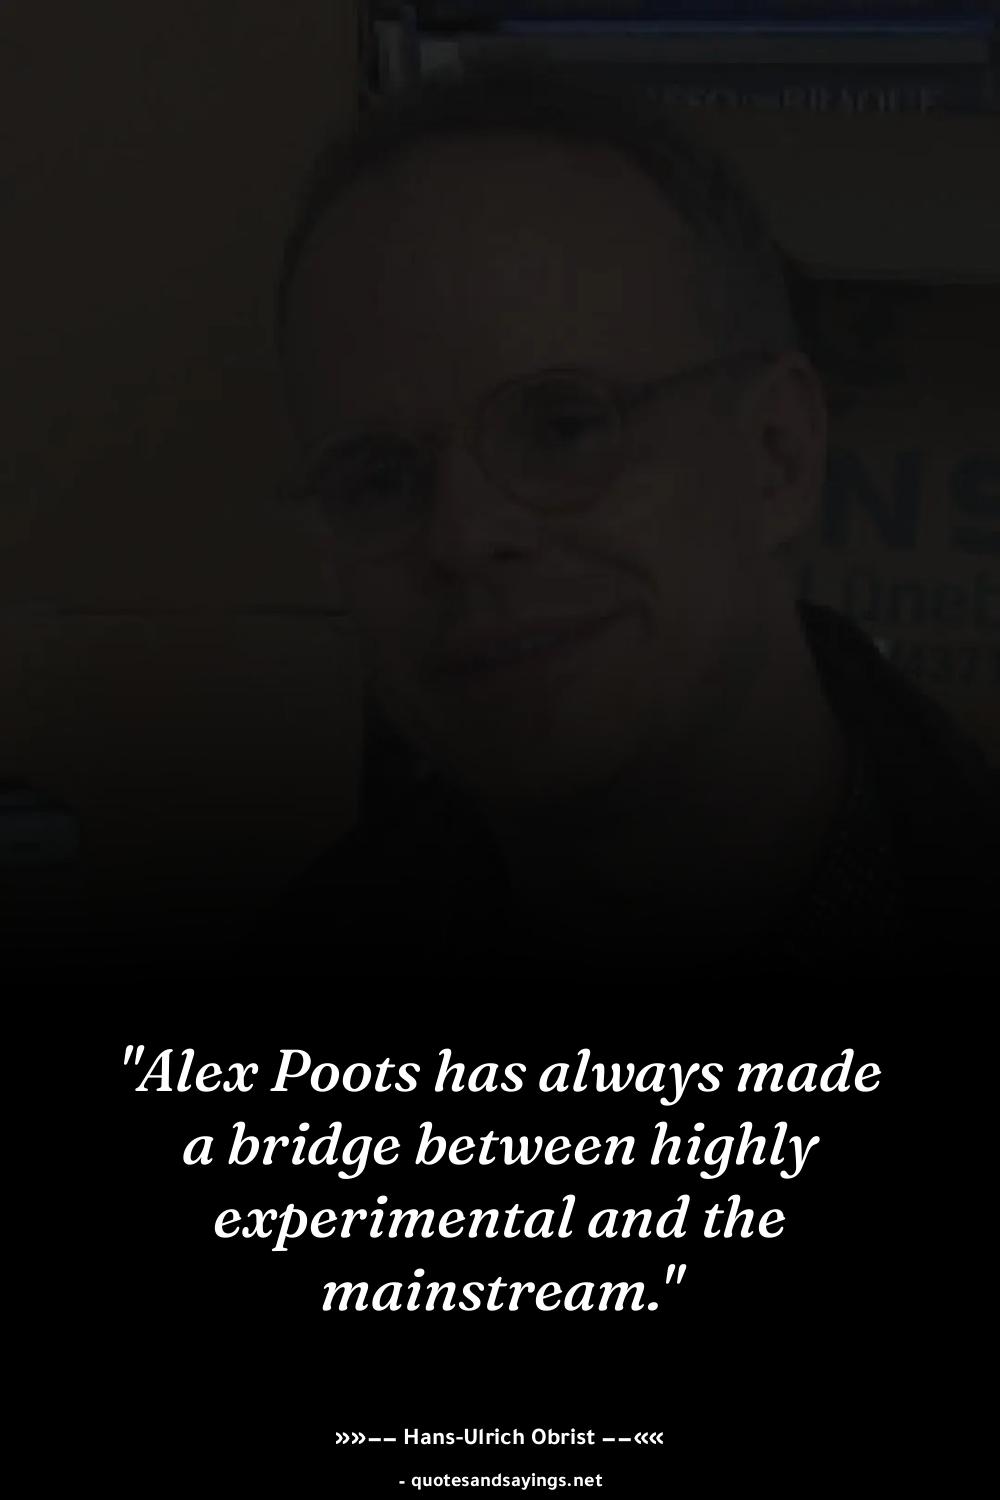 "Alex Poots has always made
a bridge between highly
experimental and the
mainstream."
»»—— Hans-Ulrich Obrist ——««
- quotesandsayings.net